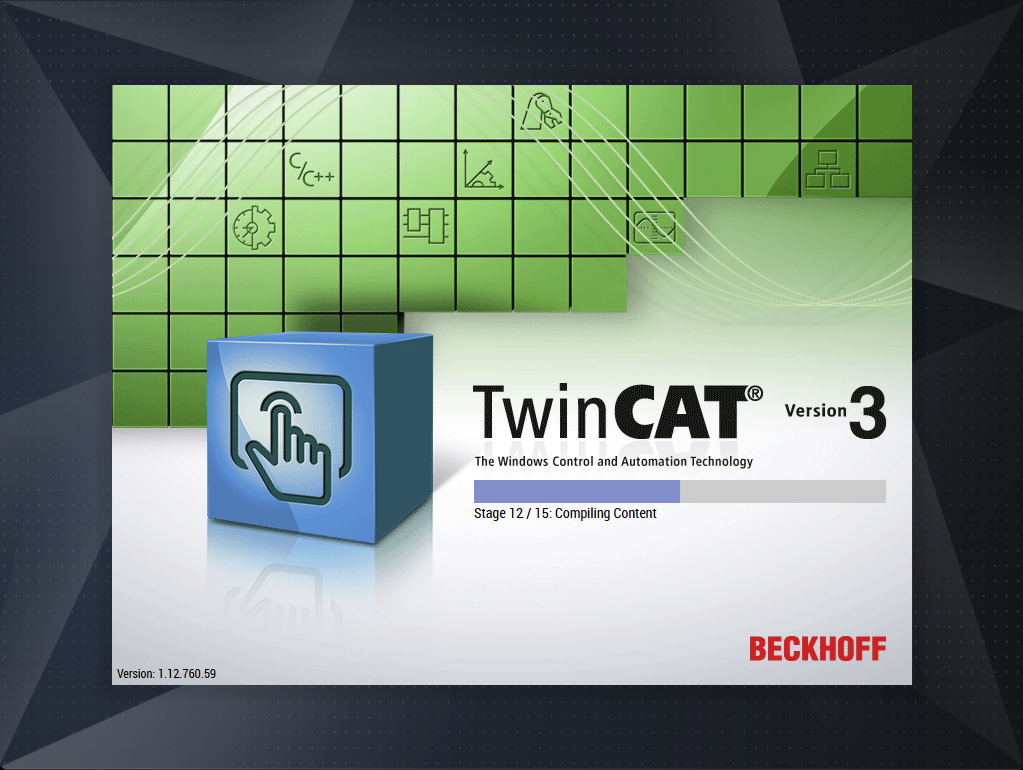 C/C++
TwinCAT® Version 3
The Windows Control and Automation Technology
Stage 12 / 15: Compiling Content
BECKHOFF
Version: 1.12.760.59